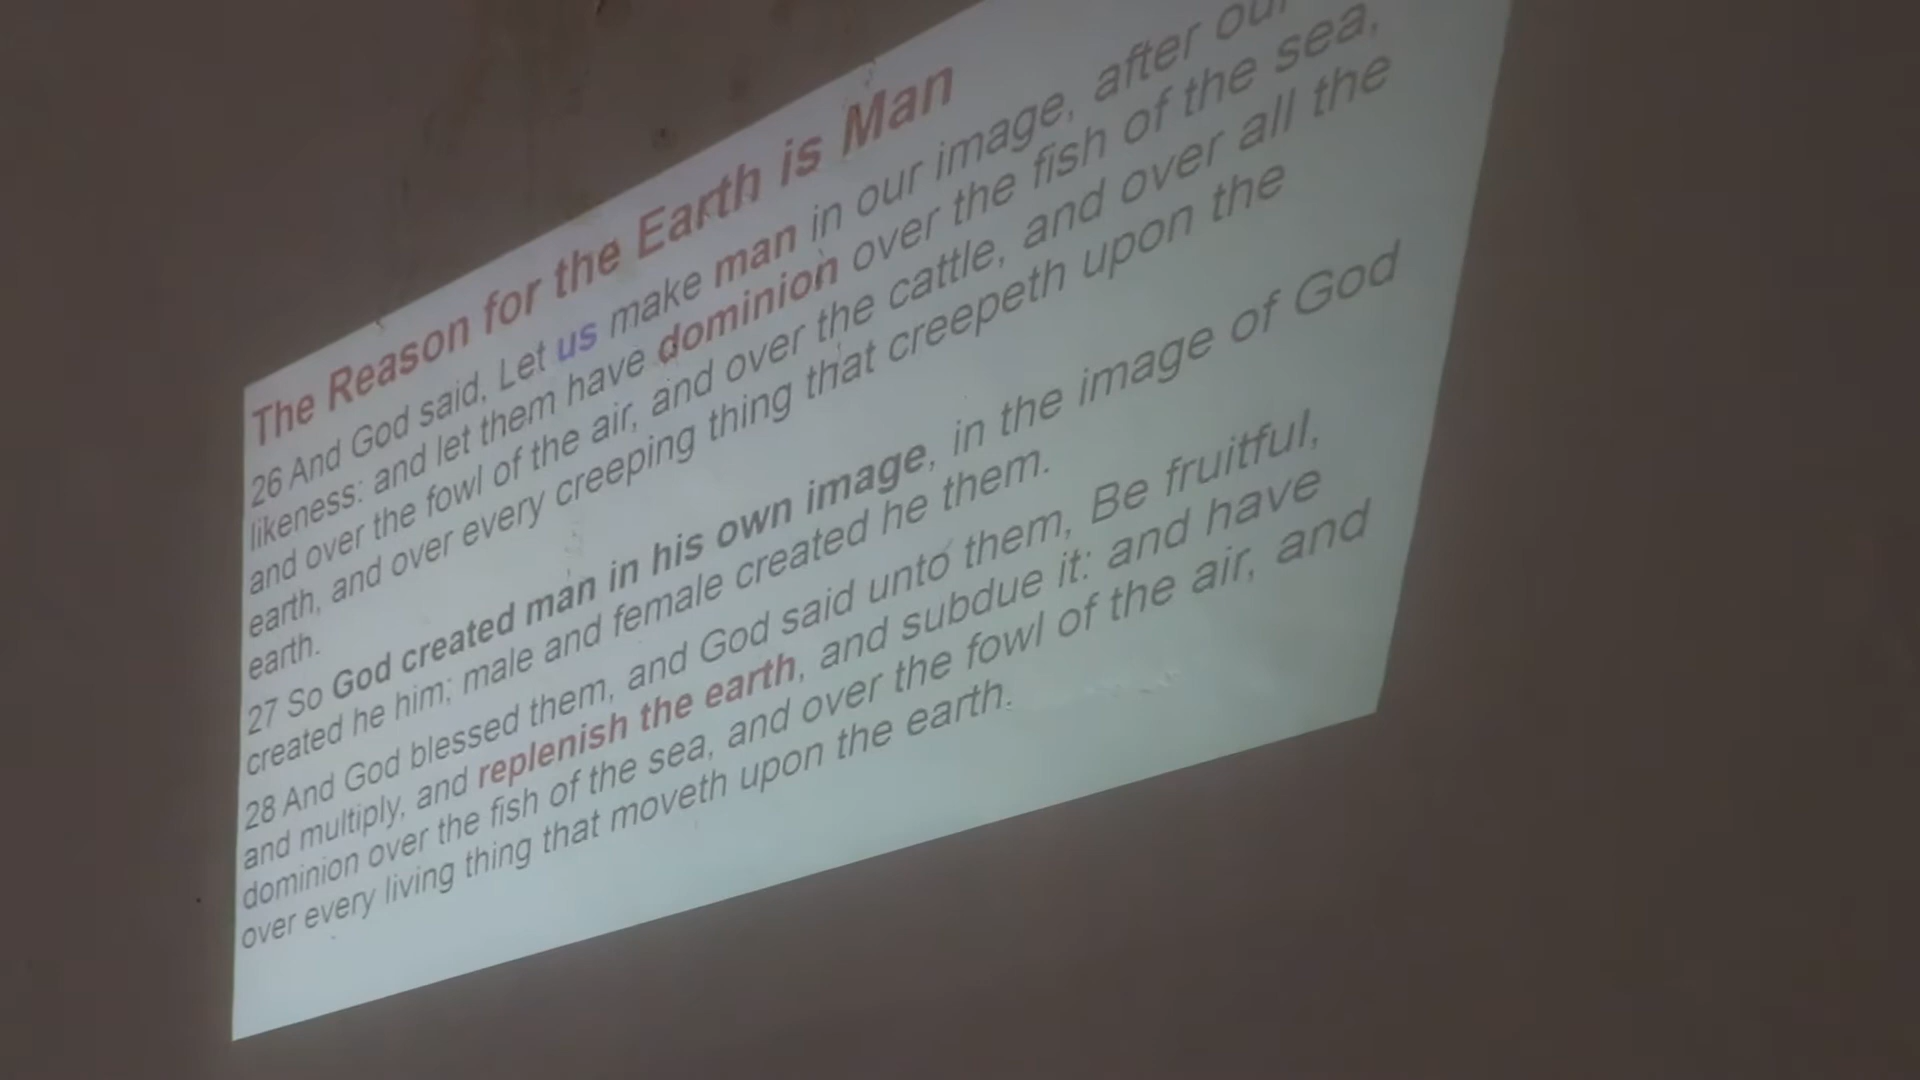 The Reason for the Earth is Man
26 And God said, Let us make man in our image, after our
likeness: and let them have dominion over the fish of the sea,
and over the fowl of the air, and over the cattle, and over all the
earth, and over every creeping thing that creepeth upon the
earth.
27 So God created man in his own image, in the image of God
created he him; male and female created he them.
28 And God blessed them, and God said unto them, Be fruitful,
and multiply, and replenish the earth, and subdue it: and have
dominion over the fish of the sea, and over the fowl of the air, and
over every living thing that moveth upon the earth.